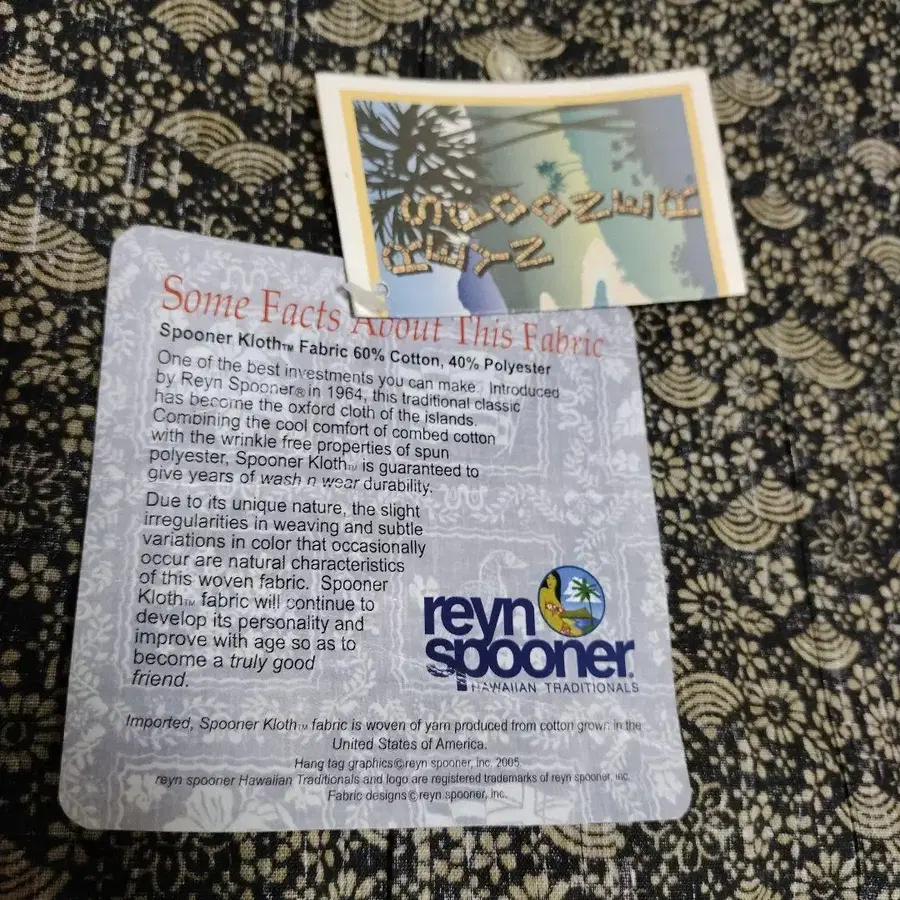 REYN SPOONER
Some Facts About This Fabric
Spooner Kloth™ Fabric 60% Cotton, 40% Polyester
One of the best investments you can make. Introduced
by Reyn Spooner® in 1964, this traditional classic
has become the oxford cloth of the islands.
Combining the cool comfort of combed cotton
with the wrinkle free properties of spun
polyester, Spooner Kloth™ is guaranteed to
give years of wash n wear durability.
Due to its unique nature, the slight
irregularities in weaving and subtle
variations in color that occasionally
occur are natural characteristics
of this woven fabric. Spooner
Kloth™ fabric will continue to
develop its personality and
improve with age so as to
become a truly good
friend.
reyn
spooner®
HAWAIIAN TRADITIONALS
Imported, Spooner Kloth™ fabric is woven of yarn produced from cotton grown in the
United States of America.
Hang tag graphics©reyn spooner, inc. 2005.
reyn spooner Hawaiian Traditionals and logo are registered trademarks of reyn spooner, inc.
Fabric designs©reyn spooner, inc.